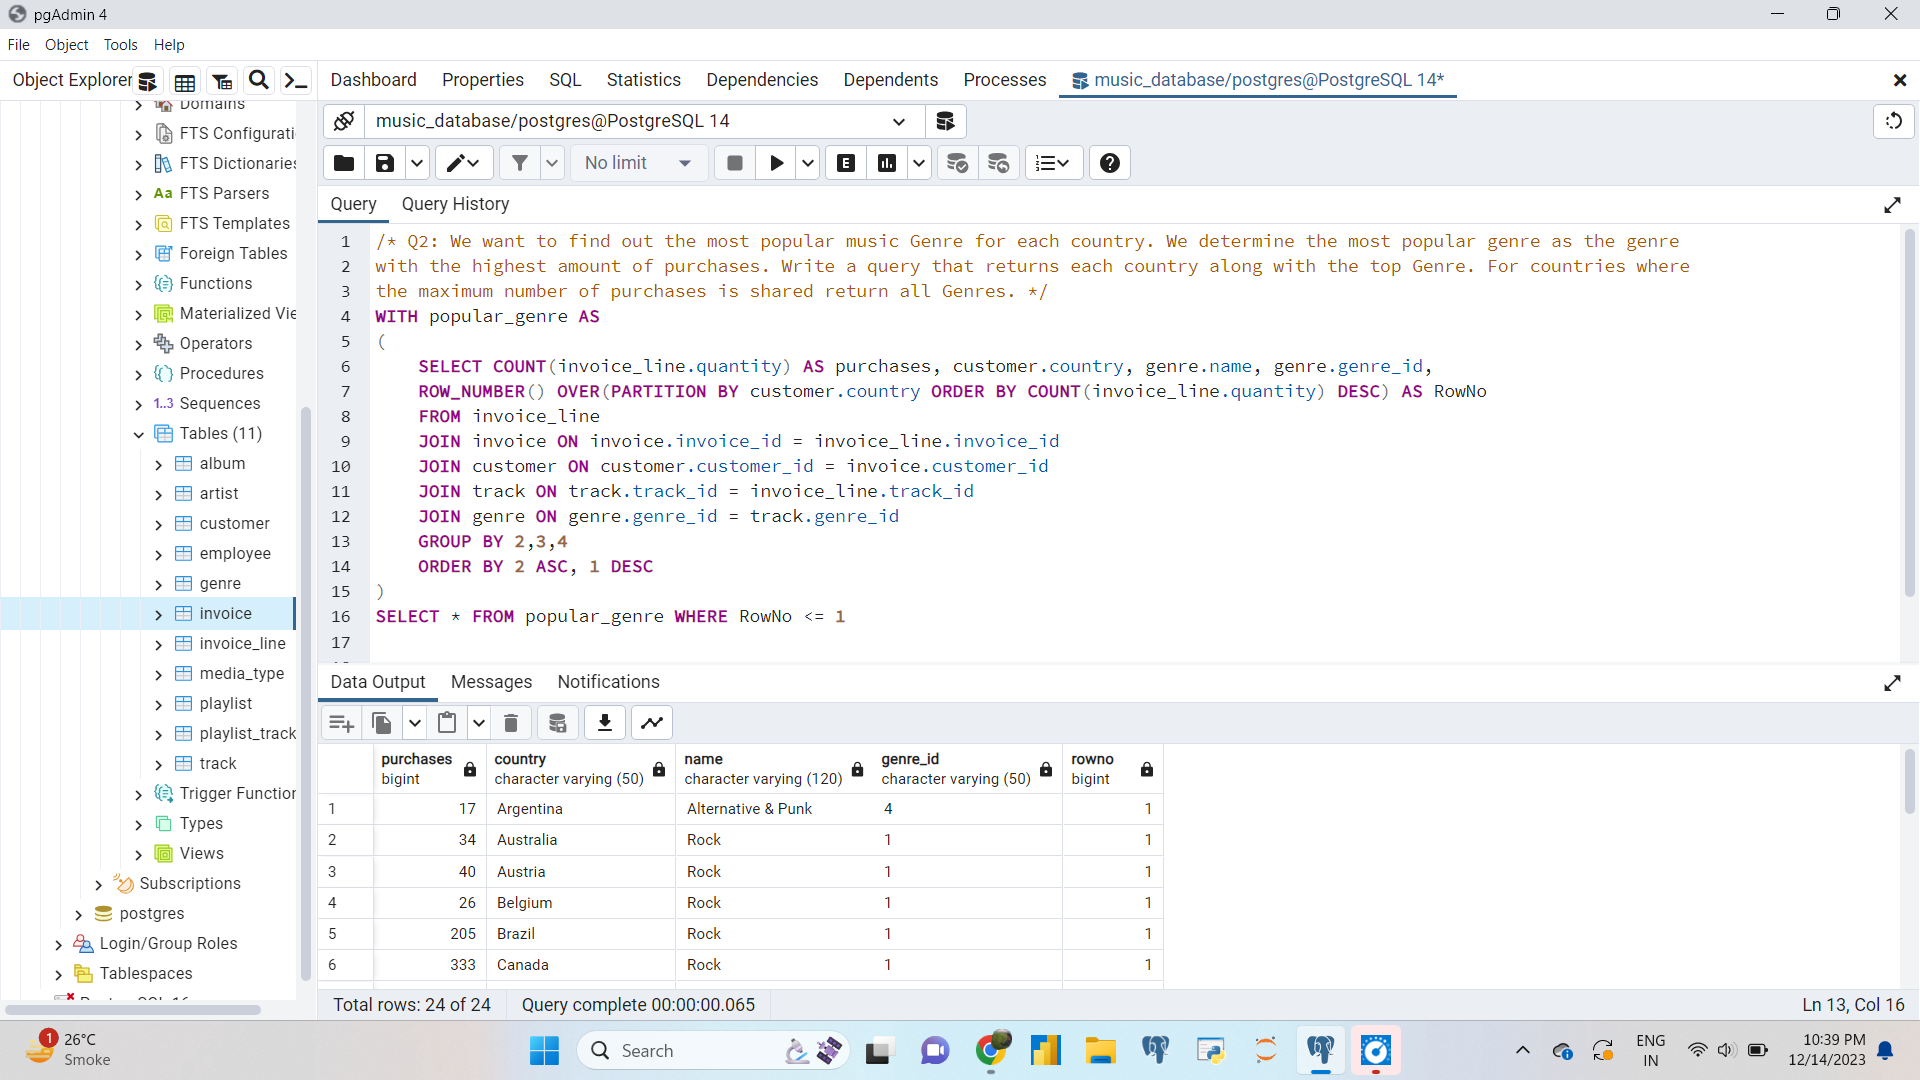 pgAdmin 4
File Object Tools Help
Object Explorer
Dashboard Properties SQL Statistics Dependencies Dependents Processes music_database/postgres@PostgreSQL 14*
music_database/postgres@PostgreSQL 14
No limit
E
Query Query History
Domains
FTS Configurati
FTS Dictionaries
Aa FTS Parsers
FTS Templates
Foreign Tables
Functions
Materialized Vie
Operators
Procedures
1..3 Sequences
Tables (11)
album
artist
customer
employee
genre
invoice
invoice_line
media_type
playlist
playlist_track
track
Trigger Function
Types
Views
Subscriptions
postgres
Login/Group Roles
Tablespaces
1 /* Q2: We want to find out the most popular music Genre for each country. We determine the most popular genre as the genre
2 with the highest amount of purchases. Write a query that returns each country along with the top Genre. For countries where
3 the maximum number of purchases is shared return all Genres. */
4 WITH popular_genre AS
5 (
6 SELECT COUNT(invoice_line.quantity) AS purchases, customer.country, genre.name, genre.genre_id,
7 ROW_NUMBER() OVER(PARTITION BY customer.country ORDER BY COUNT(invoice_line.quantity) DESC) AS RowNo
8 FROM invoice_line
9 JOIN invoice ON invoice.invoice_id = invoice_line.invoice_id
10 JOIN customer ON customer.customer_id = invoice.customer_id
11 JOIN track ON track.track_id = invoice_line.track_id
12 JOIN genre ON genre.genre_id = track.genre_id
13 GROUP BY 2,3,4
14 ORDER BY 2 ASC, 1 DESC
15 )
16 SELECT * FROM popular_genre WHERE RowNo <= 1
17
Data Output Messages Notifications
purchases country name genre_id rowno
bigint character varying (50) character varying (120) character varying (50) bigint
1 17 Argentina Alternative & Punk 4 1
2 34 Australia Rock 1 1
3 40 Austria Rock 1 1
4 26 Belgium Rock 1 1
5 205 Brazil Rock 1 1
6 333 Canada Rock 1 1
Total rows: 24 of 24 Query complete 00:00:00.065 Ln 13, Col 16
1 26°C
Smoke
Search
ENG
IN
10:39 PM
12/14/2023